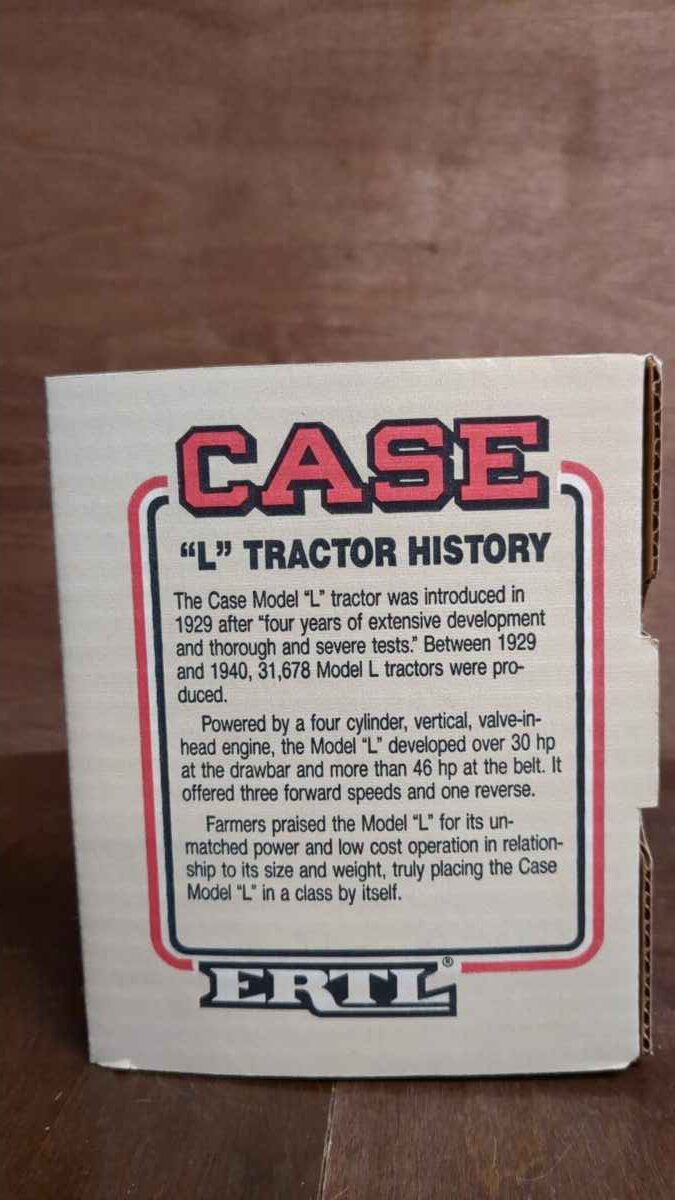 CASE
“L” TRACTOR HISTORY
The Case Model “L” tractor was introduced in
1929 after “four years of extensive development
and thorough and severe tests.” Between 1929
and 1940, 31,678 Model L tractors were pro-
duced.
Powered by a four cylinder, vertical, valve-in-
head engine, the Model “L” developed over 30 hp
at the drawbar and more than 46 hp at the belt. It
offered three forward speeds and one reverse.
Farmers praised the Model “L” for its un-
matched power and low cost operation in relation-
ship to its size and weight, truly placing the Case
Model “L” in a class by itself.
ERTL®